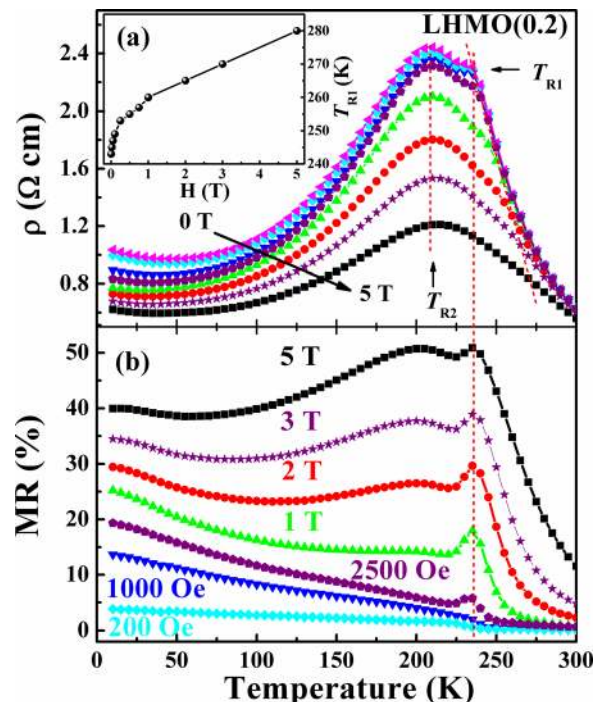 (a)
LHMO(0.2)
2.4
2.0
1.6
1.2
0.8
ρ (Ω cm)
280
270
260
250
240
T_R1 (K)
0 1 2 3 4 5
H (T)
T_R1
0 T
5 T
T_R2
(b)
50
40
30
20
10
0
MR (%)
5 T
3 T
2 T
1 T
2500 Oe
1000 Oe
200 Oe
0 50 100 150 200 250 300
Temperature (K)